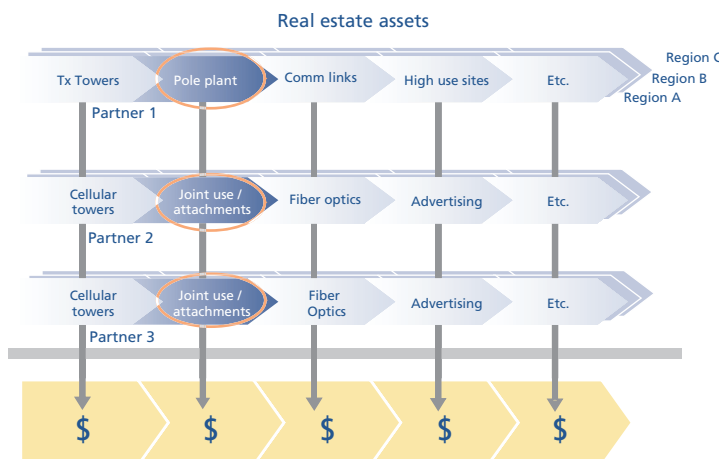 Real estate assets
Region C
Region B
Region A
Tx Towers
Pole plant
Comm links
High use sites
Etc.
Partner 1
Cellular
towers
Joint use /
attachments
Fiber optics
Advertising
Etc.
Partner 2
Cellular
towers
Joint use /
attachments
Fiber
Optics
Advertising
Etc.
Partner 3
$
$
$
$
$